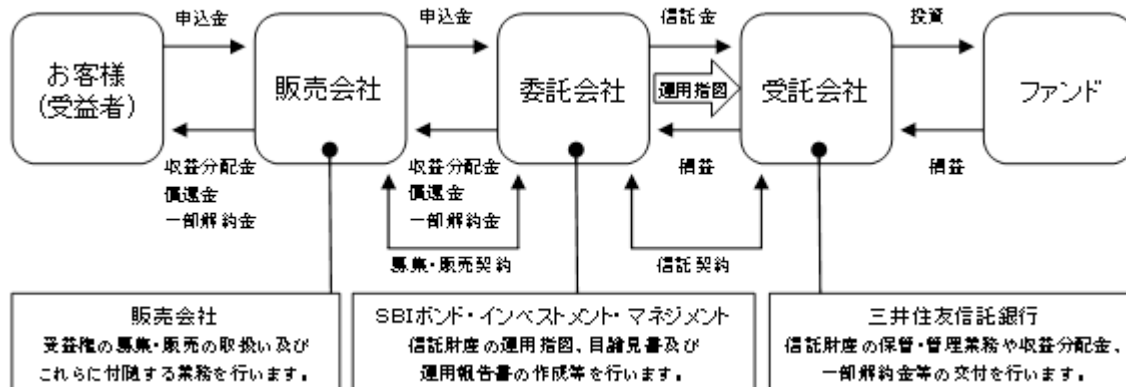 申込金
申込金
信託金
投資
お客様
(受益者)
販売会社
委託会社
運用指図
受託会社
ファンド
収益分配金
償還金
一部解約金
収益分配金
償還金
一部解約金
損益
損益
募集・販売契約
信託契約
販売会社
受益権の募集・販売の取扱い及び
これらに付随する業務を行います。
SBIボンド・インベストメント・マネジメント
信託財産の運用指図、目論見書及び
運用報告書の作成等を行います。
三井住友信託銀行
信託財産の保管・管理業務や収益分配金、
一部解約金等の交付を行います。